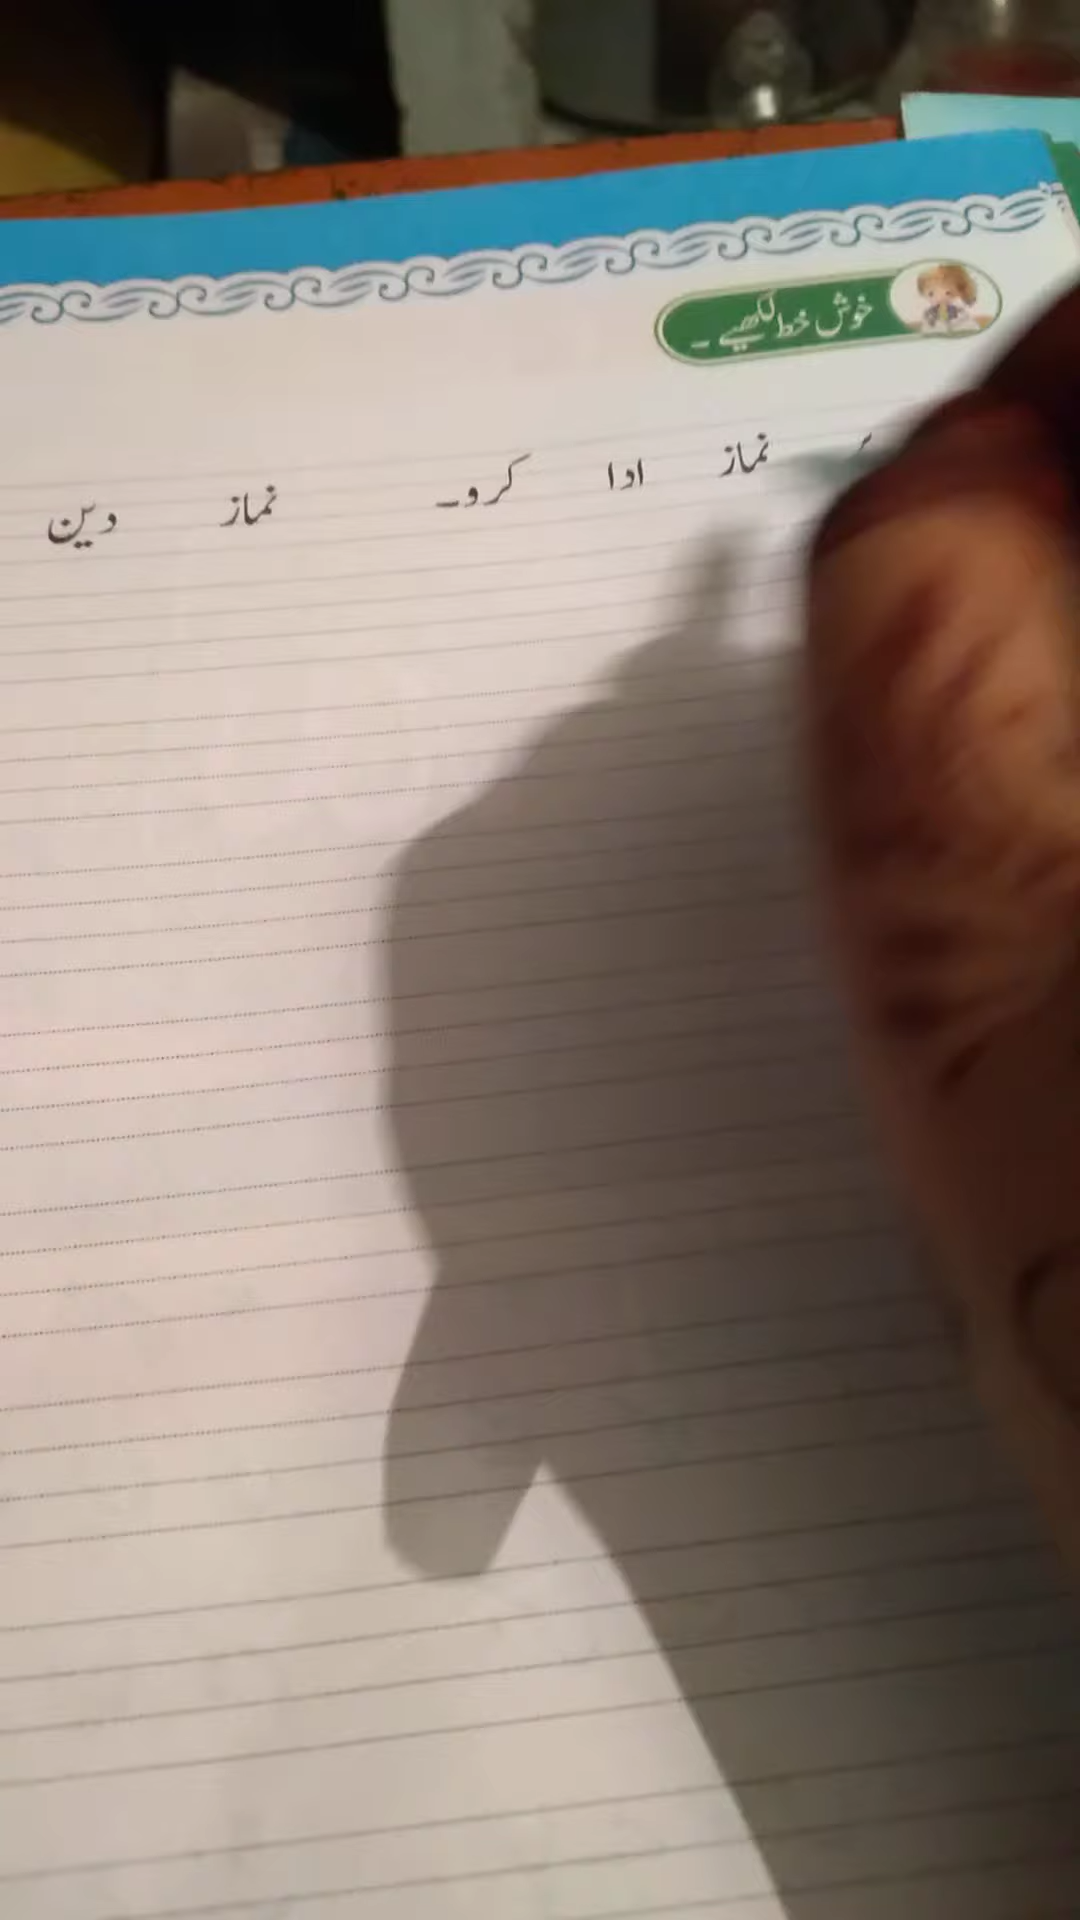 خوش خط لکھیے ۔
نماز ادا کرو۔ نماز دین